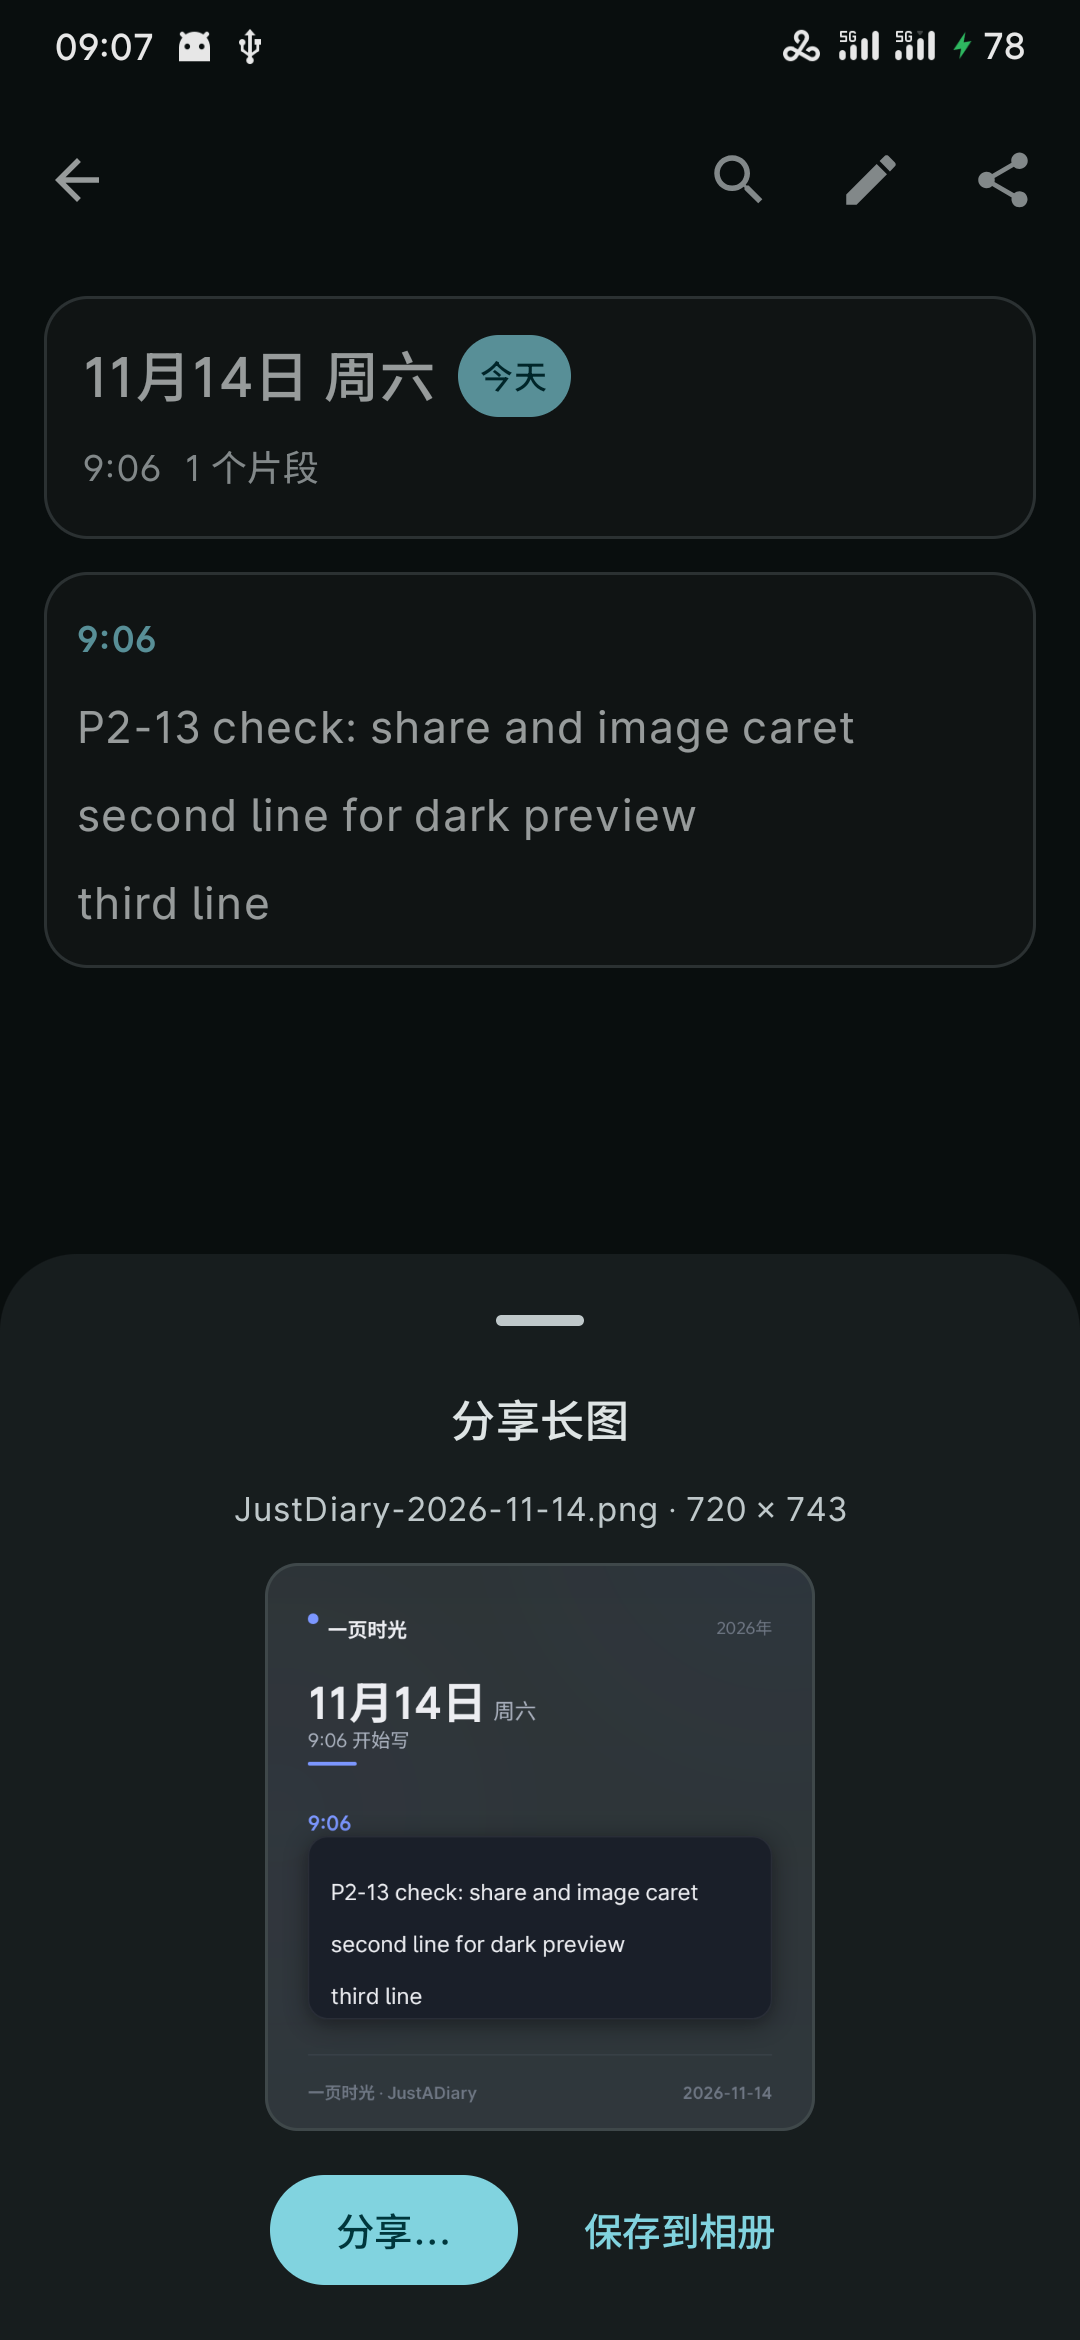 09:07 5G 5G 78
11月14日 周六 今天
9:06 1 个片段
9:06
P2-13 check: share and image caret
second line for dark preview
third line
分享长图
JustDiary-2026-11-14.png · 720 × 743
一页时光 2026年
11月14日 周六
9:06 开始写
9:06
P2-13 check: share and image caret
second line for dark preview
third line
一页时光 · JustADiary 2026-11-14
分享... 保存到相册